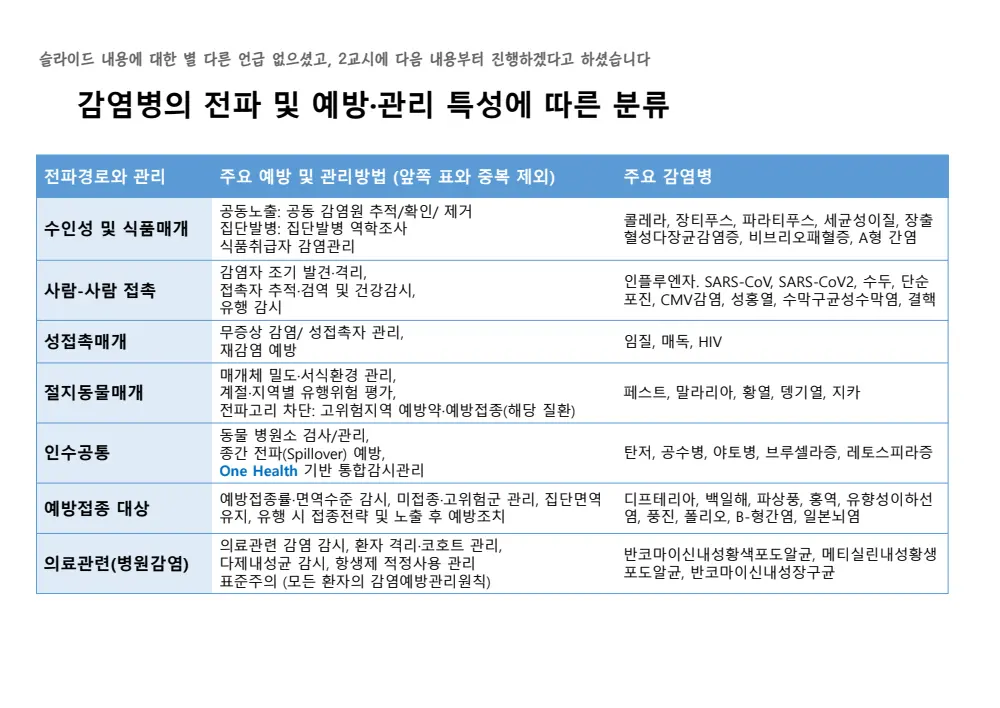 슬라이드 내용에 대한 별 다른 언급 없으셨고, 2교시에 다음 내용부터 진행하겠다고 하셨습니다
감염병의 전파 및 예방·관리 특성에 따른 분류
전파경로와 관리
주요 예방 및 관리방법 (앞쪽 표와 중복 제외)
주요 감염병
수인성 및 식품매개
공동노출: 공동 감염원 추적/확인/ 제거
집단발병: 집단발병 역학조사
식품취급자 감염관리
콜레라, 장티푸스, 파라티푸스, 세균성이질, 장출
혈성다장균감염증, 비브리오패혈증, A형 간염
사람-사람 접촉
감염자 조기 발견·격리,
접촉자 추적·검역 및 건강감시,
유행 감시
인플루엔자. SARS-CoV, SARS-CoV2, 수두, 단순
포진, CMV감염, 성홍열, 수막구균성수막염, 결핵
성접촉매개
무증상 감염/ 성접촉자 관리,
재감염 예방
임질, 매독, HIV
절지동물매개
매개체 밀도·서식환경 관리,
계절·지역별 유행위험 평가,
전파고리 차단: 고위험지역 예방약·예방접종(해당 질환)
페스트, 말라리아, 황열, 뎅기열, 지카
인수공통
동물 병원소 검사/관리,
종간 전파(Spillover) 예방,
One Health 기반 통합감시관리
탄저, 공수병, 야토병, 브루셀라증, 레토스피라증
예방접종 대상
예방접종률·면역수준 감시, 미접종·고위험군 관리, 집단면역
유지, 유행 시 접종전략 및 노출 후 예방조치
디프테리아, 백일해, 파상풍, 홍역, 유향성이하선
염, 풍진, 폴리오, B-형간염, 일본뇌염
의료관련(병원감염)
의료관련 감염 감시, 환자 격리·코호트 관리,
다제내성균 감시, 항생제 적정사용 관리
표준주의 (모든 환자의 감염예방관리원칙)
반코마이신내성황색포도알균, 메티실린내성황생
포도알균, 반코마이신내성장구균